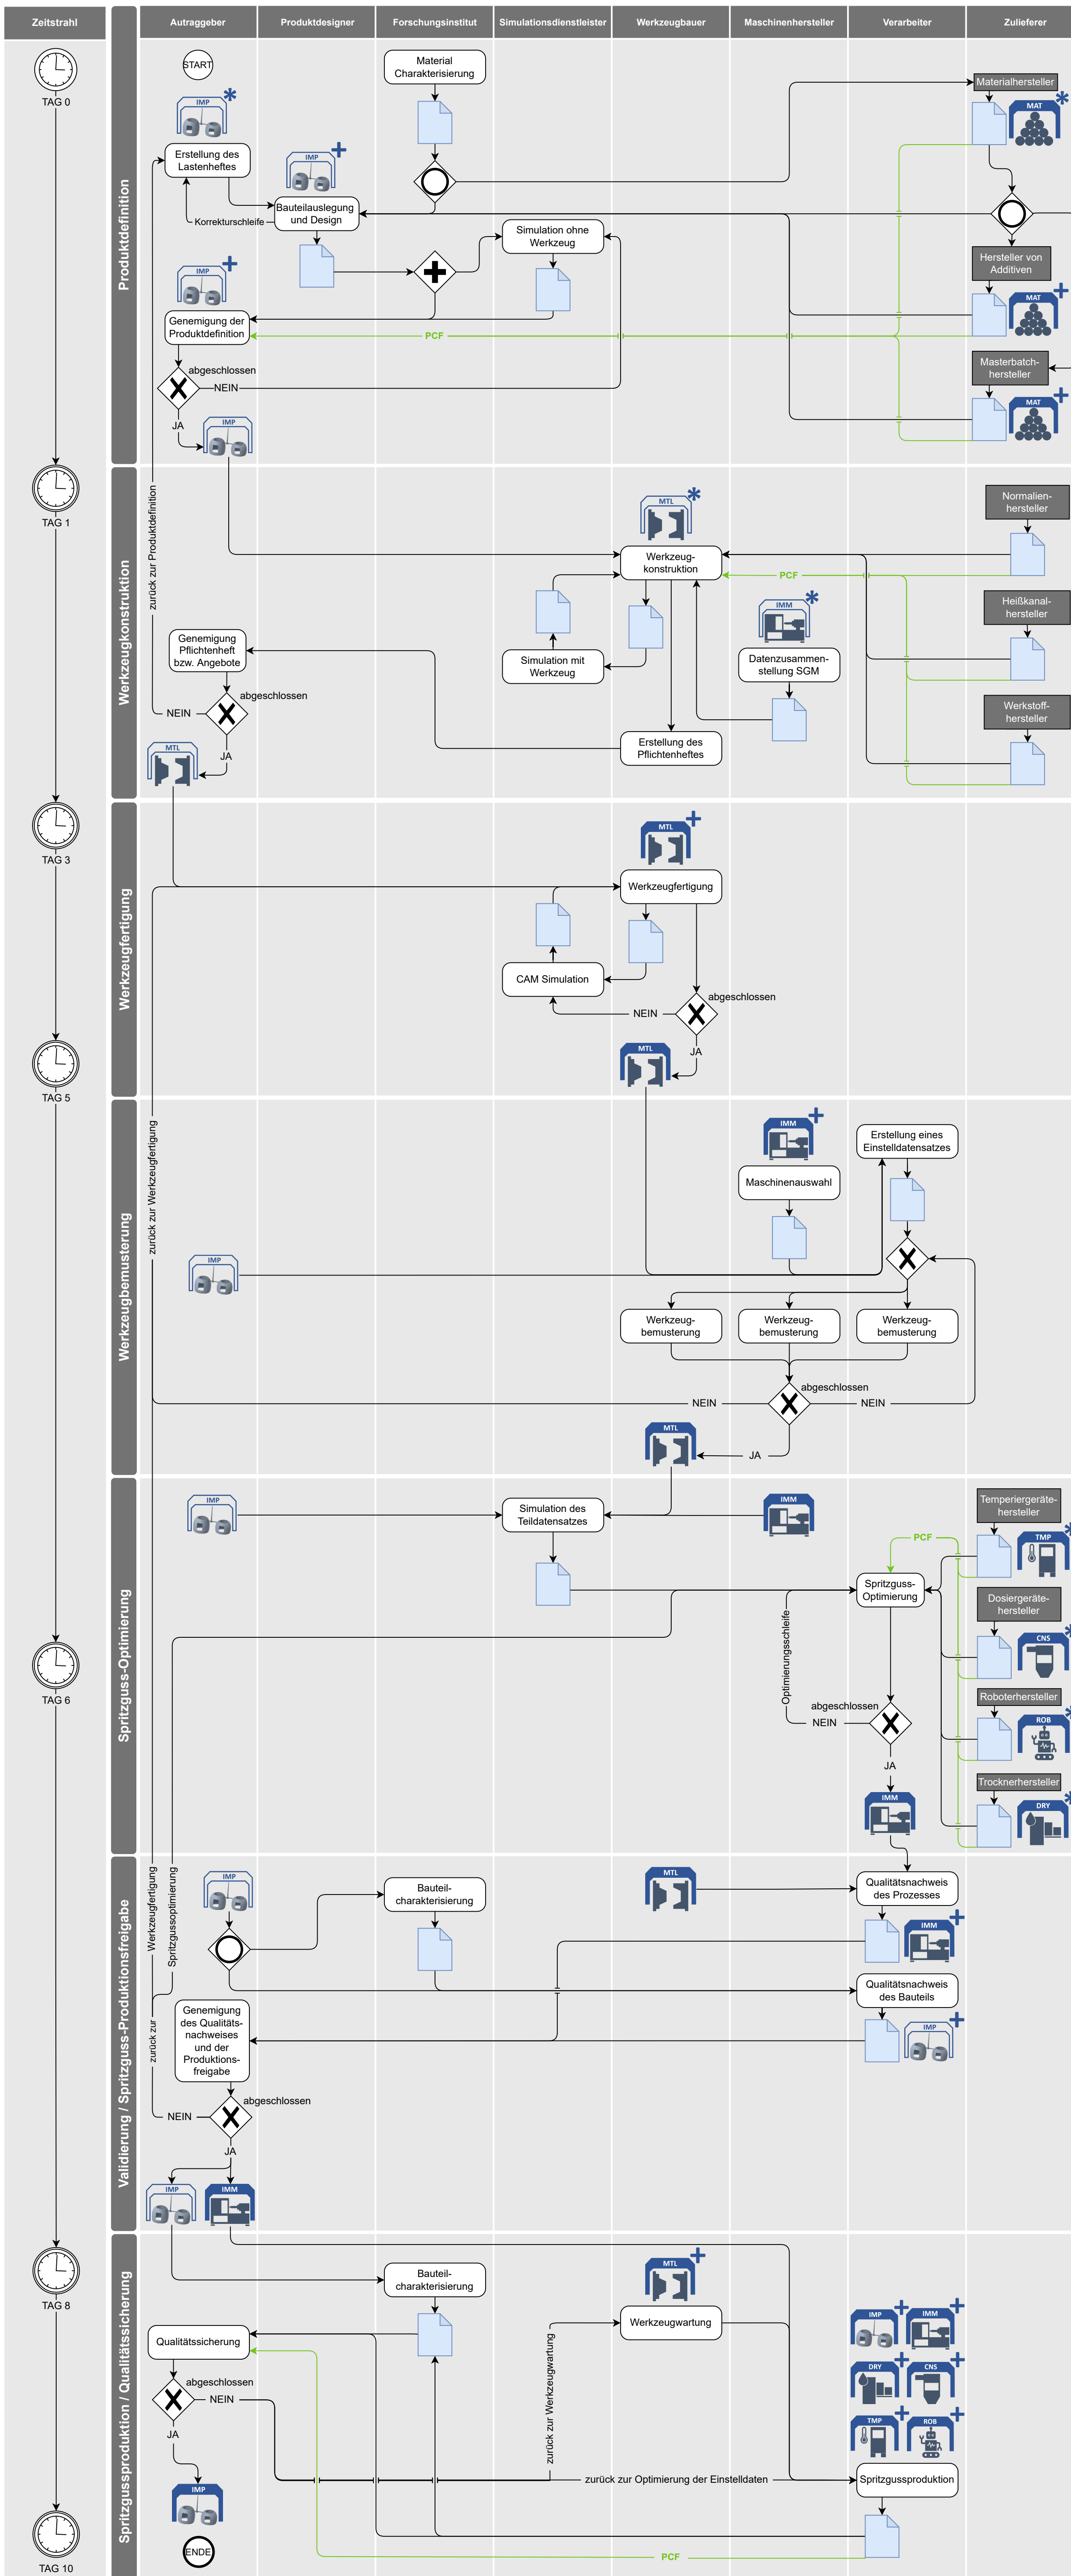 Zeitstrahl
Autraggeber
Produktdesigner
Forschungsinstitut
Simulationsdienstleister
Werkzeugbauer
Maschinenhersteller
Verarbeiter
Zulieferer
TAG 0
Produktdefinition
START
IMP
Erstellung des
Lastenheftes
Korrekturschleife
IMP
Bauteilauslegung
und Design
Material
Charakterisierung
Simulation ohne
Werkzeug
Materialhersteller
MAT
Hersteller von
Additiven
MAT
Masterbatch-
hersteller
MAT
IMP
Genemigung der
Produktdefinition
PCF
abgeschlossen
NEIN
JA
IMP
TAG 1
Werkzeugkonstruktion
zurück zur Produktdefinition
MTL
Werkzeug-
konstruktion
PCF
Normalien-
hersteller
Heißkanal-
hersteller
Werkstoff-
hersteller
IMM
Datenzusammen-
stellung SGM
Simulation mit
Werkzeug
Genemigung
Pflichtenheft
bzw. Angebote
abgeschlossen
NEIN
JA
MTL
Erstellung des
Pflichtenheftes
TAG 3
Werkzeugfertigung
MTL
Werkzeugfertigung
CAM Simulation
abgeschlossen
NEIN
JA
MTL
TAG 5
Werkzeugbemusterung
zurück zur Werkzeugfertigung
IMM
Maschinenauswahl
Erstellung eines
Einstelldatensatzes
IMP
Werkzeug-
bemusterung
Werkzeug-
bemusterung
Werkzeug-
bemusterung
abgeschlossen
NEIN
NEIN
JA
MTL
Spritzguss-Optimierung
IMP
Simulation des
Teildatensatzes
IMM
PCF
Spritzguss-
Optimierung
Optimierungsschleife
Temperiergeräte-
hersteller
TMP
Dosiergeräte-
hersteller
CNS
Roboterhersteller
ROB
Trocknerhersteller
DRY
TAG 6
abgeschlossen
NEIN
JA
IMM
Validierung / Spritzguss-Produktionsfreigabe
Werkzeugfertigung
Spritzgussoptimierung
zurück zur
IMP
Bauteil-
charakterisierung
MTL
Qualitätsnachweis
des Prozesses
IMM
Qualitätsnachweis
des Bauteils
IMP
Genemigung
des Qualitäts-
nachweises
und der
Produktions-
freigabe
abgeschlossen
NEIN
JA
IMP
IMM
TAG 8
Spritzgussproduktion / Qualitätssicherung
Bauteil-
charakterisierung
MTL
Werkzeugwartung
zurück zur Werkzeugwartung
Qualitätssicherung
abgeschlossen
NEIN
JA
IMP
ENDE
IMP
IMM
DRY
CNS
TMP
ROB
zurück zur Optimierung der Einstelldaten
Spritzgussproduktion
PCF
TAG 10